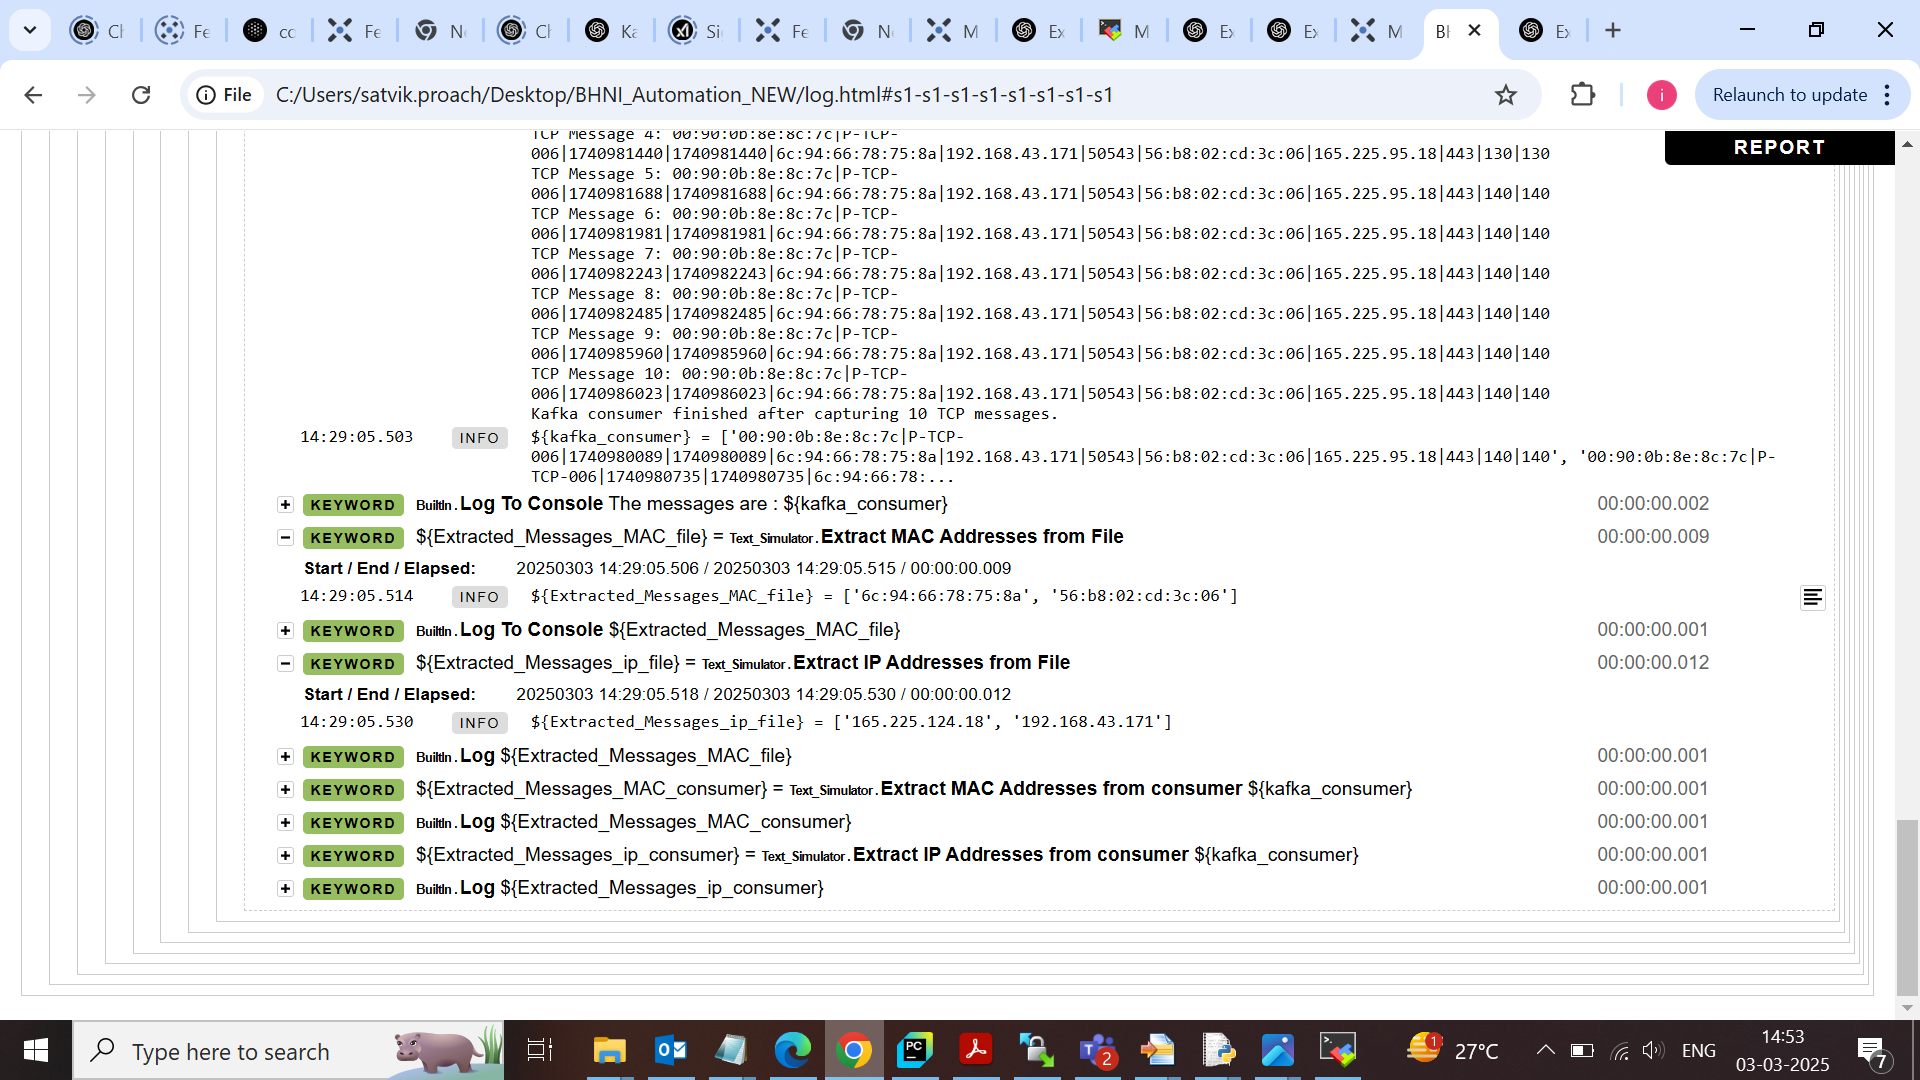 Cl
Fe
co
Fe
N
Cl
Ka
Si
Fe
N
M
Ex
M
Ex
Ex
M
BH
Ex
File
C:/Users/satvik.proach/Desktop/BHNI_Automation_NEW/log.html#s1-s1-s1-s1-s1-s1-s1-s1
i
Relaunch to update
REPORT
TCP Message 4: 00:90:0b:8e:8c:7c|P-TCP-
006|1740981440|1740981440|6c:94:66:78:75:8a|192.168.43.171|50543|56:b8:02:cd:3c:06|165.225.95.18|443|130|130
TCP Message 5: 00:90:0b:8e:8c:7c|P-TCP-
006|1740981688|1740981688|6c:94:66:78:75:8a|192.168.43.171|50543|56:b8:02:cd:3c:06|165.225.95.18|443|140|140
TCP Message 6: 00:90:0b:8e:8c:7c|P-TCP-
006|1740981981|1740981981|6c:94:66:78:75:8a|192.168.43.171|50543|56:b8:02:cd:3c:06|165.225.95.18|443|140|140
TCP Message 7: 00:90:0b:8e:8c:7c|P-TCP-
006|1740982243|1740982243|6c:94:66:78:75:8a|192.168.43.171|50543|56:b8:02:cd:3c:06|165.225.95.18|443|140|140
TCP Message 8: 00:90:0b:8e:8c:7c|P-TCP-
006|1740982485|1740982485|6c:94:66:78:75:8a|192.168.43.171|50543|56:b8:02:cd:3c:06|165.225.95.18|443|140|140
TCP Message 9: 00:90:0b:8e:8c:7c|P-TCP-
006|1740985960|1740985960|6c:94:66:78:75:8a|192.168.43.171|50543|56:b8:02:cd:3c:06|165.225.95.18|443|140|140
TCP Message 10: 00:90:0b:8e:8c:7c|P-TCP-
006|1740986023|1740986023|6c:94:66:78:75:8a|192.168.43.171|50543|56:b8:02:cd:3c:06|165.225.95.18|443|140|140
Kafka consumer finished after capturing 10 TCP messages.
14:29:05.503 INFO ${kafka_consumer} = ['00:90:0b:8e:8c:7c|P-TCP-
006|1740980089|1740980089|6c:94:66:78:75:8a|192.168.43.171|50543|56:b8:02:cd:3c:06|165.225.95.18|443|140|140', '00:90:0b:8e:8c:7c|P-
TCP-006|1740980735|1740980735|6c:94:66:78:...
+ KEYWORD BuiltIn.Log To Console The messages are : ${kafka_consumer} 00:00:00.002
− KEYWORD ${Extracted_Messages_MAC_file} = Text_Simulator.Extract MAC Addresses from File 00:00:00.009
Start / End / Elapsed: 20250303 14:29:05.506 / 20250303 14:29:05.515 / 00:00:00.009
14:29:05.514 INFO ${Extracted_Messages_MAC_file} = ['6c:94:66:78:75:8a', '56:b8:02:cd:3c:06']
+ KEYWORD BuiltIn.Log To Console ${Extracted_Messages_MAC_file} 00:00:00.001
− KEYWORD ${Extracted_Messages_ip_file} = Text_Simulator.Extract IP Addresses from File 00:00:00.012
Start / End / Elapsed: 20250303 14:29:05.518 / 20250303 14:29:05.530 / 00:00:00.012
14:29:05.530 INFO ${Extracted_Messages_ip_file} = ['165.225.124.18', '192.168.43.171']
+ KEYWORD BuiltIn.Log ${Extracted_Messages_MAC_file} 00:00:00.001
+ KEYWORD ${Extracted_Messages_MAC_consumer} = Text_Simulator.Extract MAC Addresses from consumer ${kafka_consumer} 00:00:00.001
+ KEYWORD BuiltIn.Log ${Extracted_Messages_MAC_consumer} 00:00:00.001
+ KEYWORD ${Extracted_Messages_ip_consumer} = Text_Simulator.Extract IP Addresses from consumer ${kafka_consumer} 00:00:00.001
+ KEYWORD BuiltIn.Log ${Extracted_Messages_ip_consumer} 00:00:00.001
Type here to search
PC
2
1
27°C
ENG
14:53
03-03-2025
7